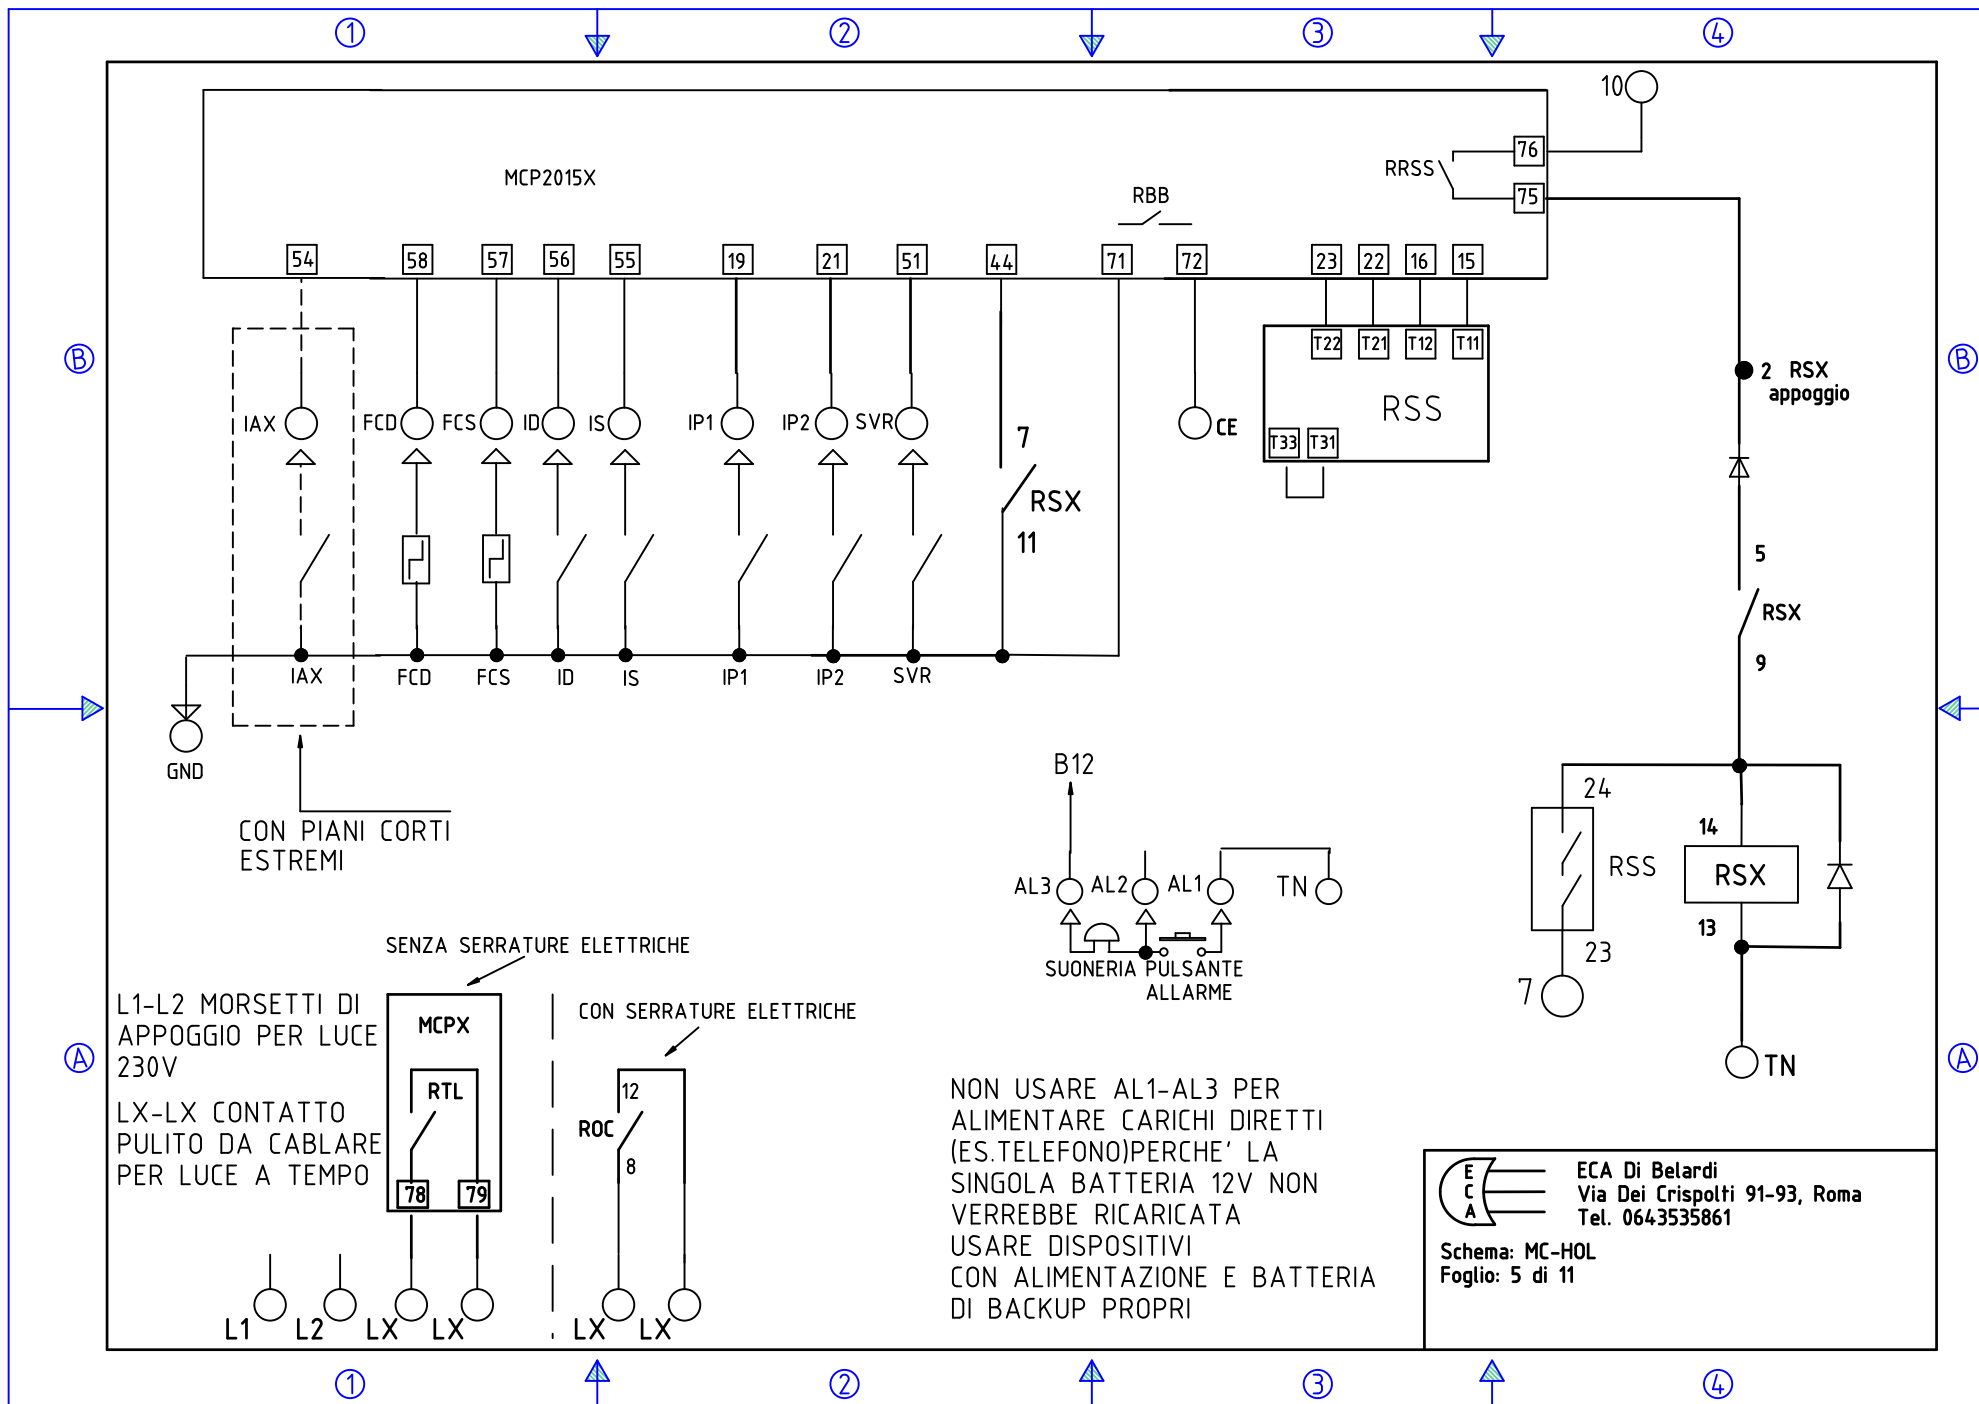 1 2 3 4
10
76
RRSS
MCP2015X
75
RBB
54 58 57 56 55 19 21 51 44 71 72 23 22 16 15
T22 T21 T12 T11
B B
2 RSX
appoggio
RSS
IAX FCD FCS ID IS IP1 IP2 SVR CE
7
T33 T31
RSX
11
5
RSX
9
IAX FCD FCS ID IS IP1 IP2 SVR
GND
B12
24
CON PIANI CORTI
ESTREMI
14
RSS
RSX
AL3 AL2 AL1 TN
13
23
SUONERIA PULSANTE
ALLARME
7
TN
SENZA SERRATURE ELETTRICHE
L1-L2 MORSETTI DI
APPOGGIO PER LUCE
230V
MCPX
CON SERRATURE ELETTRICHE
A A
RTL
12
LX-LX CONTATTO
PULITO DA CABLARE
PER LUCE A TEMPO
ROC
8
78 79
L1 L2 LX LX LX LX
NON USARE AL1-AL3 PER
ALIMENTARE CARICHI DIRETTI
(ES.TELEFONO)PERCHE' LA
SINGOLA BATTERIA 12V NON
VERREBBE RICARICATA
USARE DISPOSITIVI
CON ALIMENTAZIONE E BATTERIA
DI BACKUP PROPRI
E
C
A
ECA Di Belardi
Via Dei Crispolti 91-93, Roma
Tel. 0643535861
Schema: MC-HOL
Foglio: 5 di 11
1 2 3 4